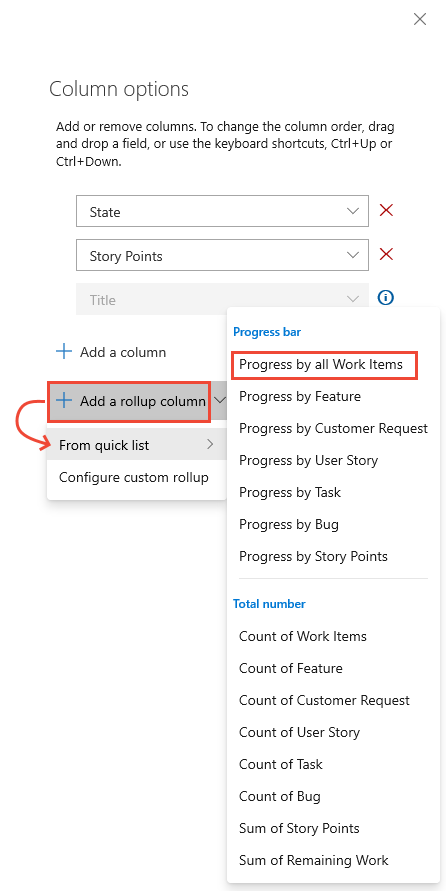 Column options
Add or remove columns. To change the column order, drag
and drop a field, or use the keyboard shortcuts, Ctrl+Up or
Ctrl+Down.
State
Story Points
Title
Add a column
Add a rollup column
From quick list
Configure custom rollup
Progress bar
Progress by all Work Items
Progress by Feature
Progress by Customer Request
Progress by User Story
Progress by Task
Progress by Bug
Progress by Story Points
Total number
Count of Work Items
Count of Feature
Count of Customer Request
Count of User Story
Count of Task
Count of Bug
Sum of Story Points
Sum of Remaining Work